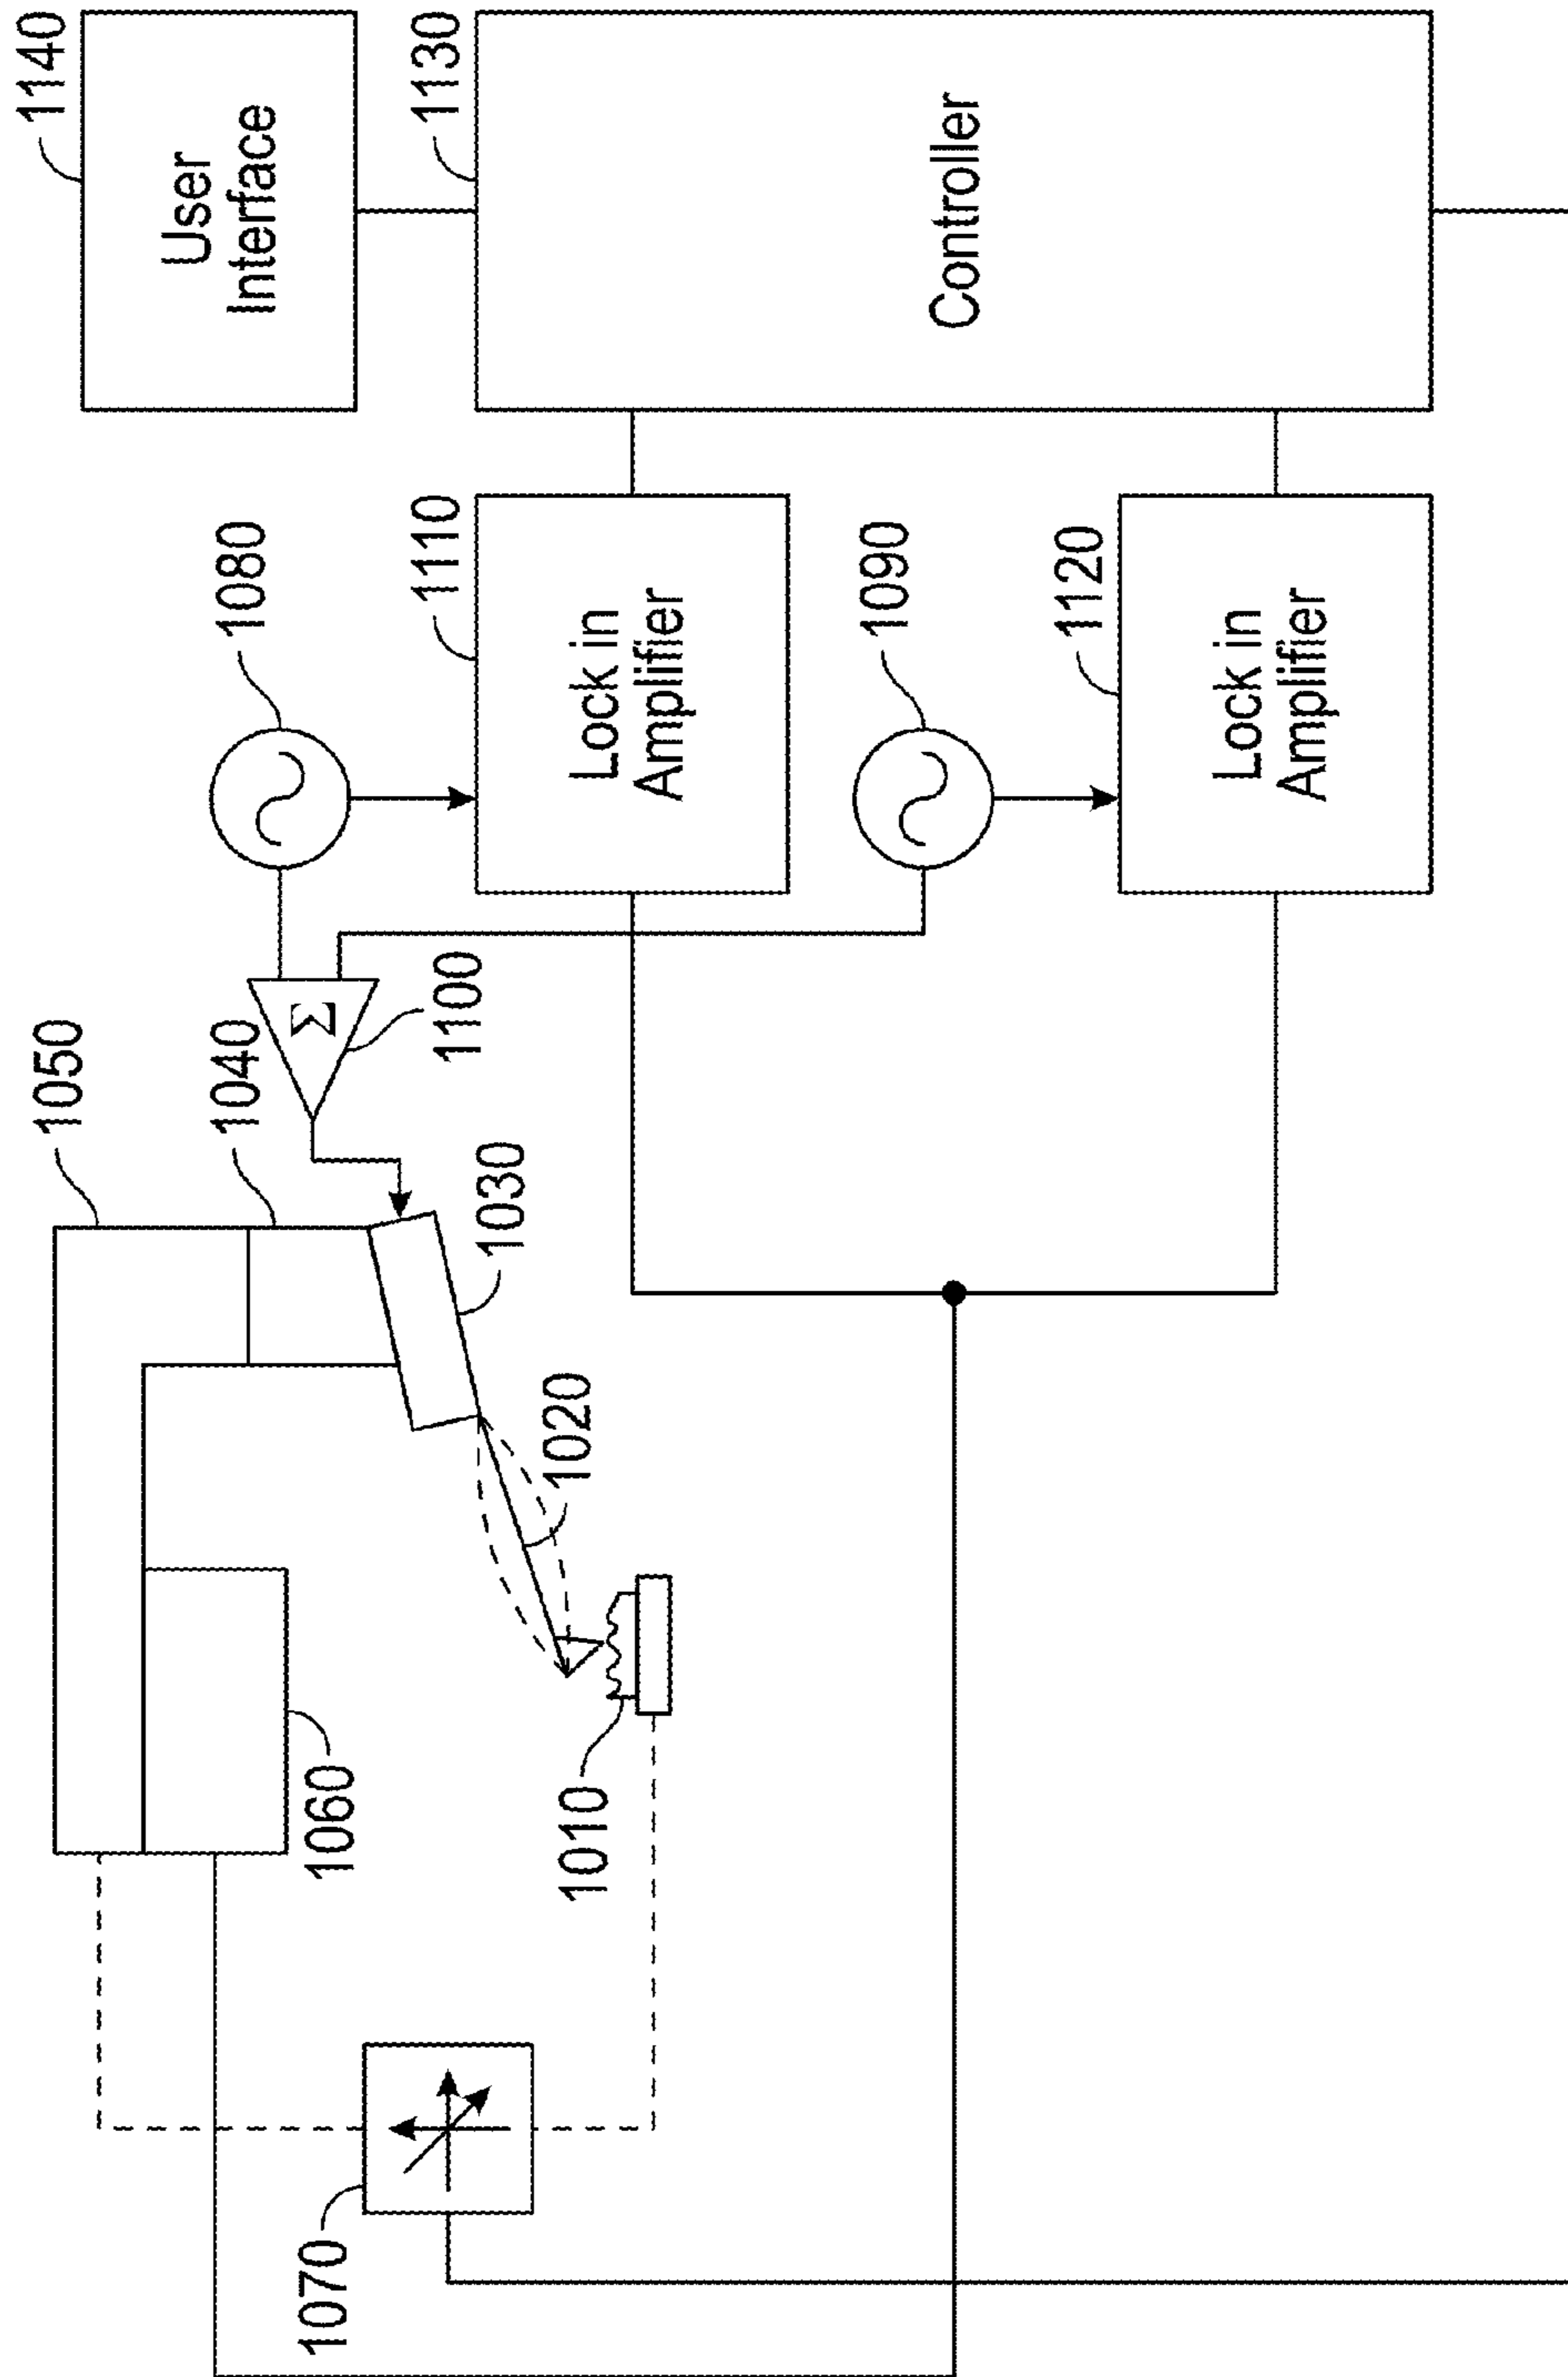 1010
1020
1030
1040
1050
1060
1070
1080
1090
1100
Σ
1110
Lock in
Amplifier
1120
Lock in
Amplifier
1130
Controller
1140
User
Interface